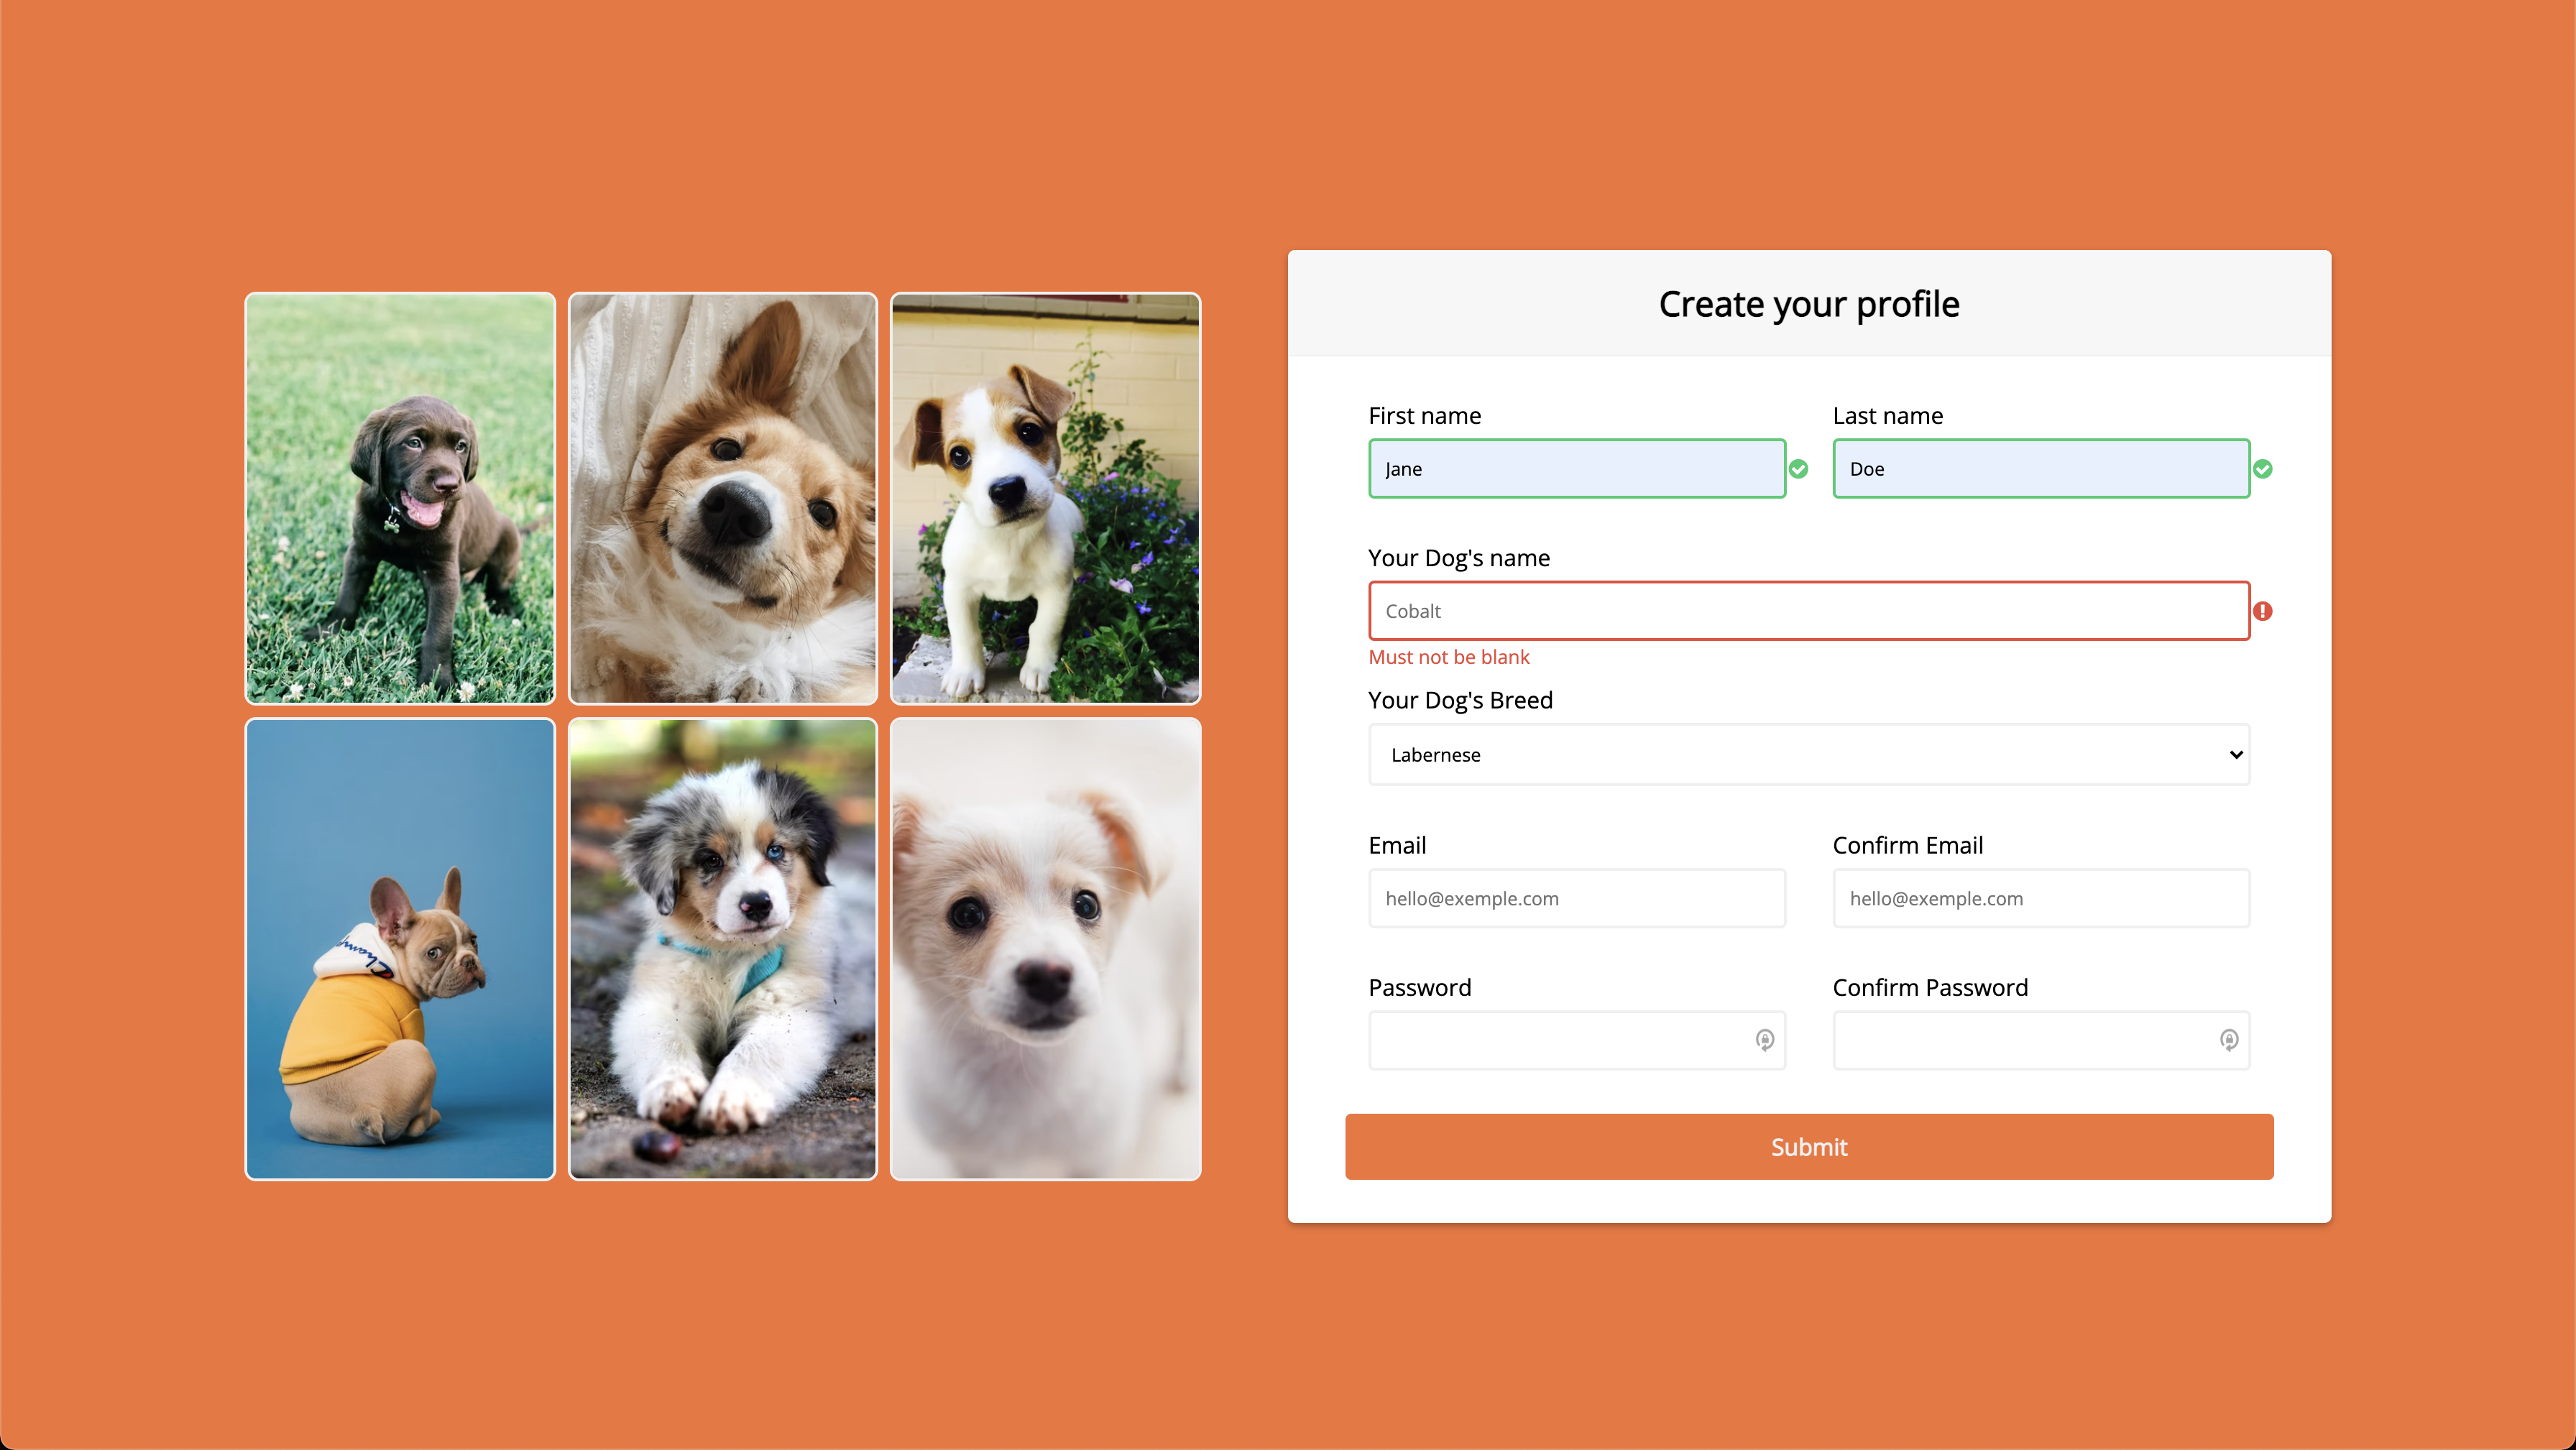 Create your profile
First name
Last name
Jane
Doe
Your Dog's name
Cobalt
Must not be blank
Your Dog's Breed
Labernese
Email
Confirm Email
hello@exemple.com
hello@exemple.com
Password
Confirm Password
Submit
Champ